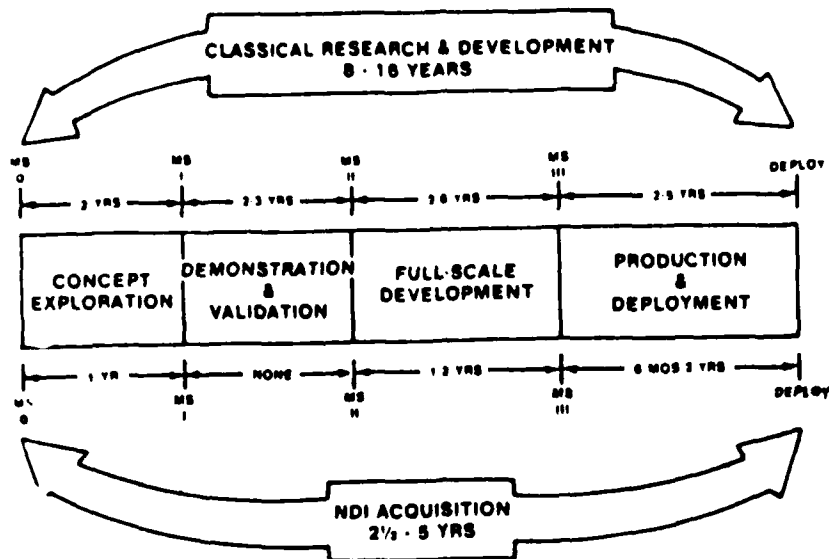 CLASSICAL RESEARCH & DEVELOPMENT
8 - 16 YEARS
MS 0
MS I
MS II
MS III
DEPLOY
2 YRS
2-3 YRS
2-6 YRS
2-5 YRS
CONCEPT EXPLORATION
DEMONSTRATION & VALIDATION
FULL-SCALE DEVELOPMENT
PRODUCTION & DEPLOYMENT
1 YR
NONE
1 2 YRS
6 MOS 2 YRS
MS 0
MS I
MS II
MS III
DEPLOY
NDI ACQUISITION
2½ - 5 YRS